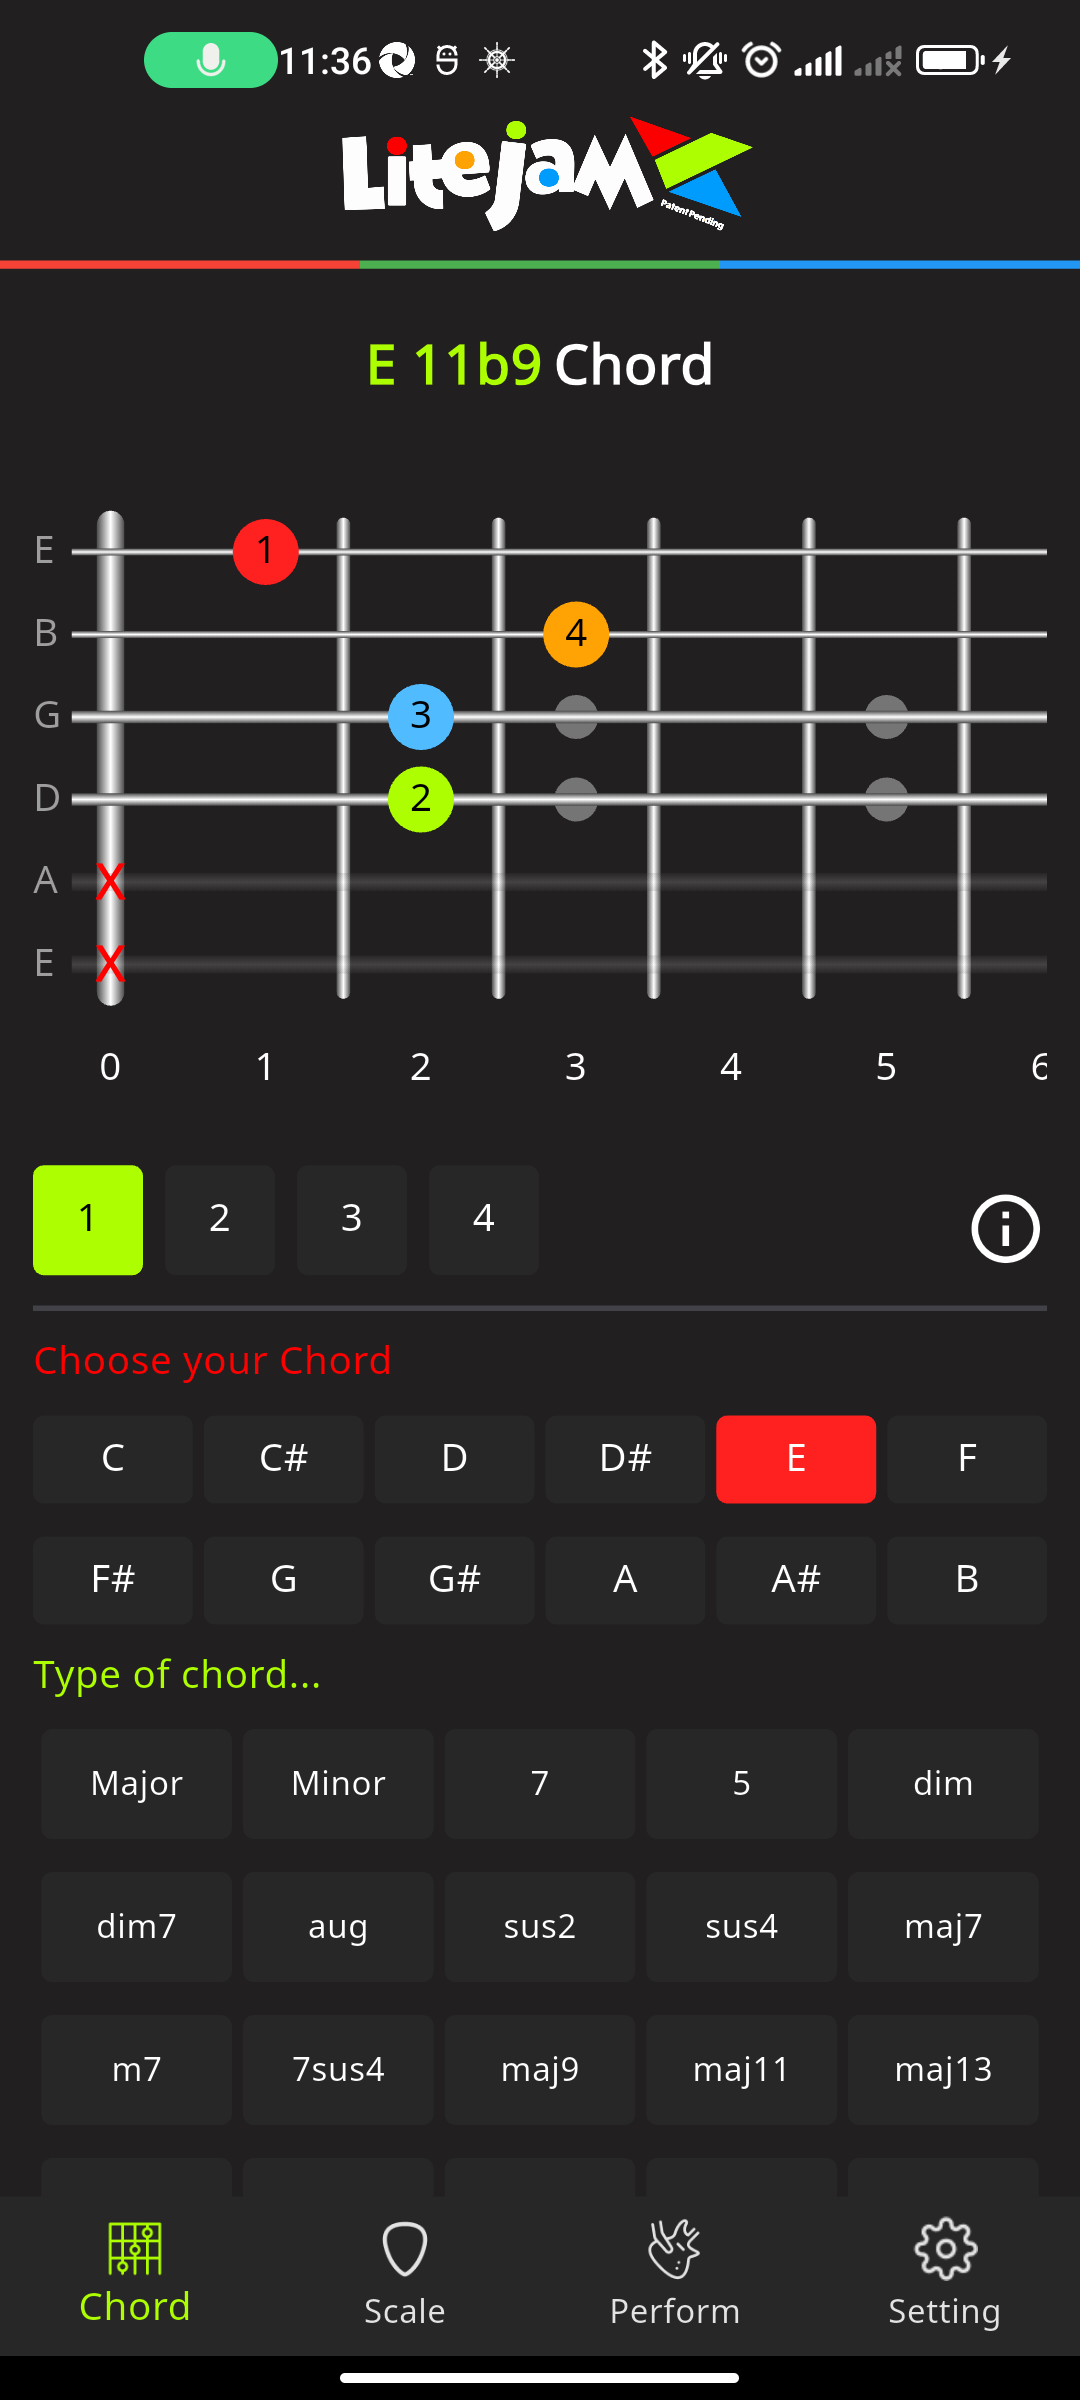 11:36
Litejam
Patent Pending
E 11b9 Chord
E
1
B
4
G
3
D
2
A X
E X
0 1 2 3 4 5 6
1 2 3 4
Choose your Chord
C C# D D# E F
F# G G# A A# B
Type of chord...
Major Minor 7 5 dim
dim7 aug sus2 sus4 maj7
m7 7sus4 maj9 maj11 maj13
Chord Scale Perform Setting